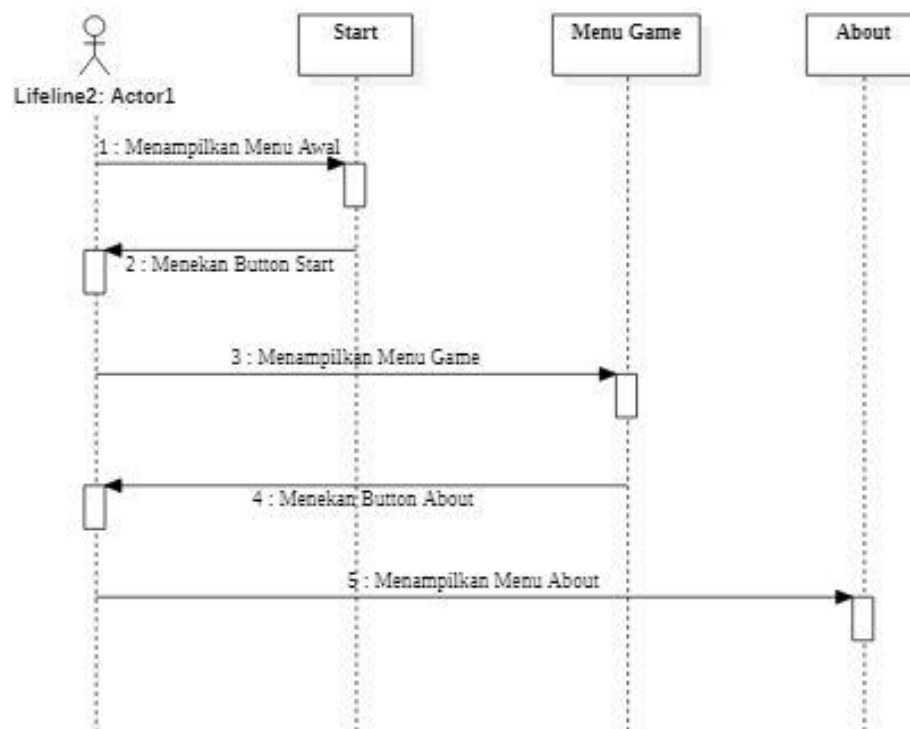 Start
Menu Game
About
Lifeline2: Actor1
1 : Menampilkan Menu Awal
2 : Menekan Button Start
3 : Menampilkan Menu Game
4 : Menekan Button About
5 : Menampilkan Menu About